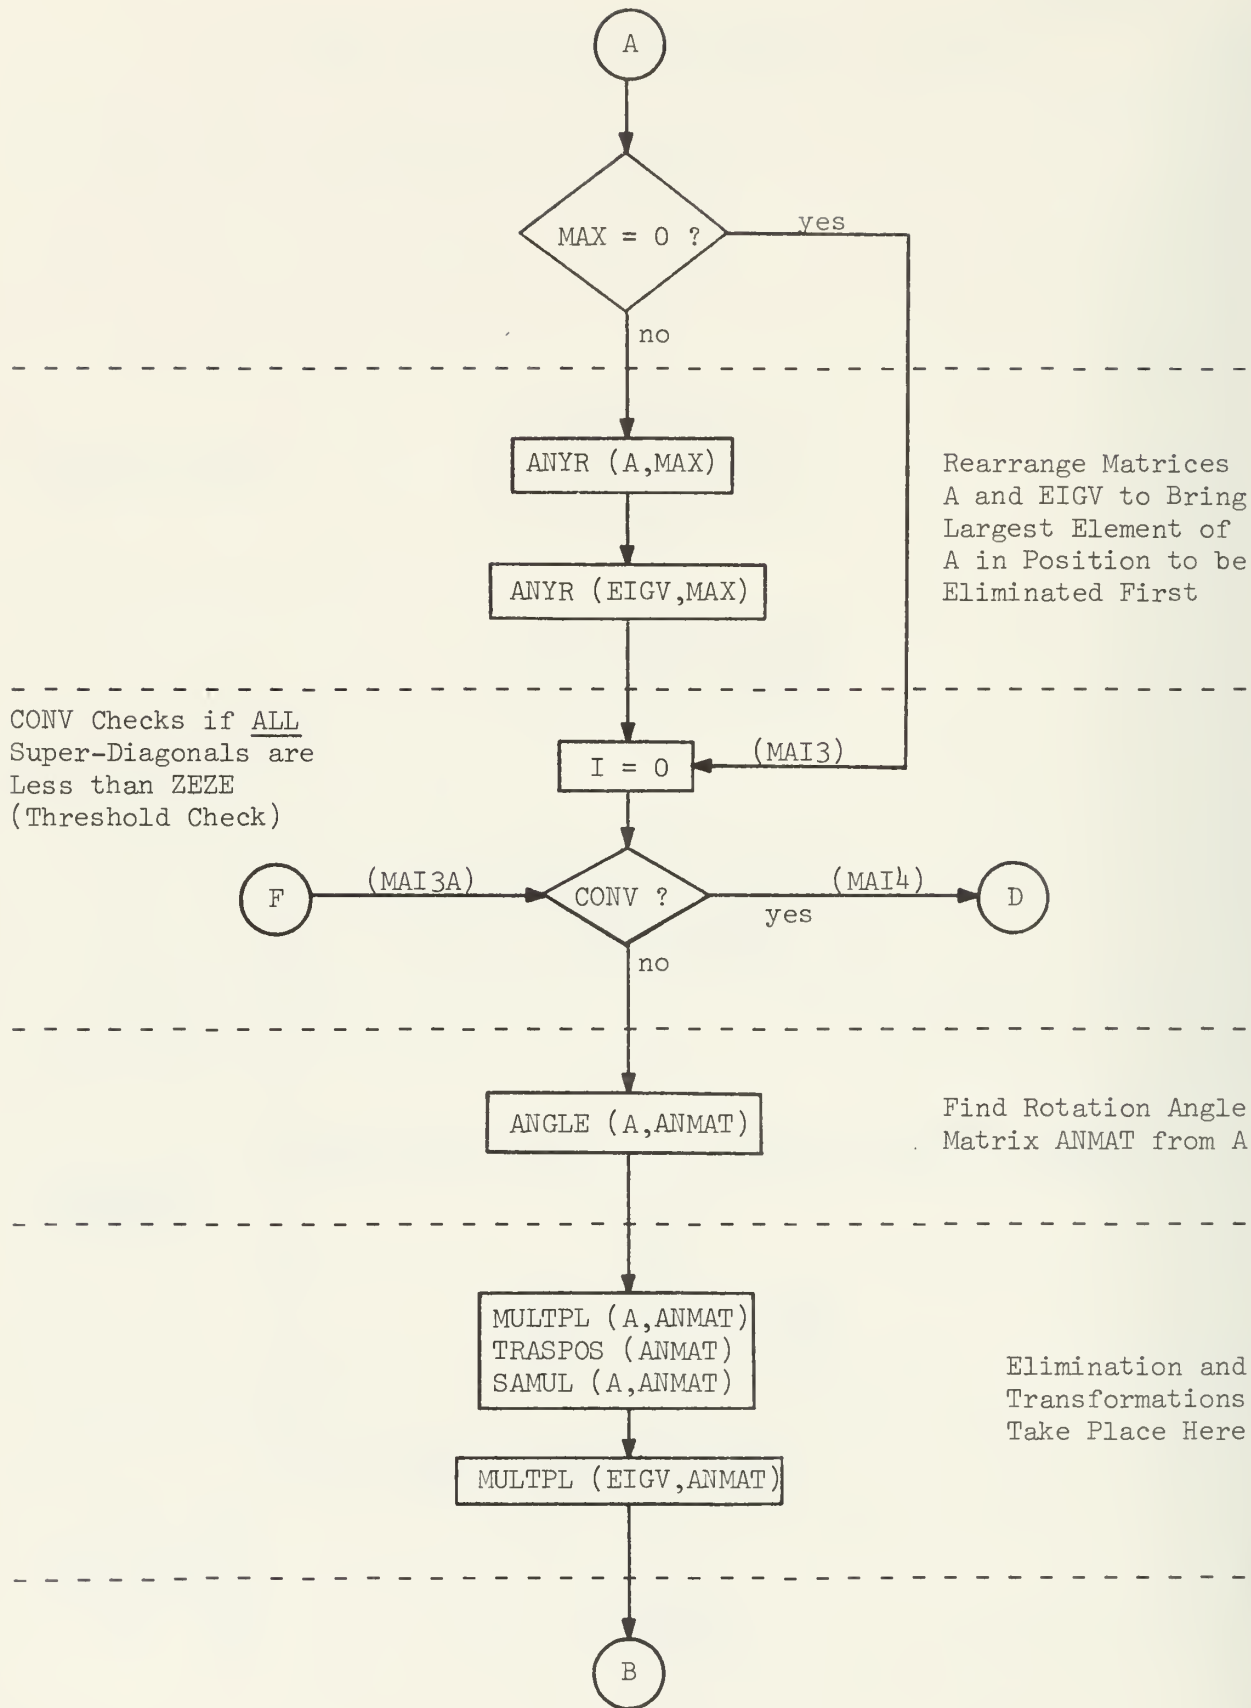 A
MAX = 0 ?
yes
no
ANYR (A,MAX)
Rearrange Matrices
A and EIGV to Bring
Largest Element of
A in Position to be
Eliminated First
ANYR (EIGV,MAX)
CONV Checks if ALL
Super-Diagonals are
Less than ZEZE
(Threshold Check)
I = 0
(MAI3)
F
(MAI3A)
CONV ?
(MAI4)
yes
D
no
ANGLE (A,ANMAT)
Find Rotation Angle
Matrix ANMAT from A
MULTPL (A,ANMAT)
TRASPOS (ANMAT)
SAMUL (A,ANMAT)
Elimination and
Transformations
Take Place Here
MULTPL (EIGV,ANMAT)
B